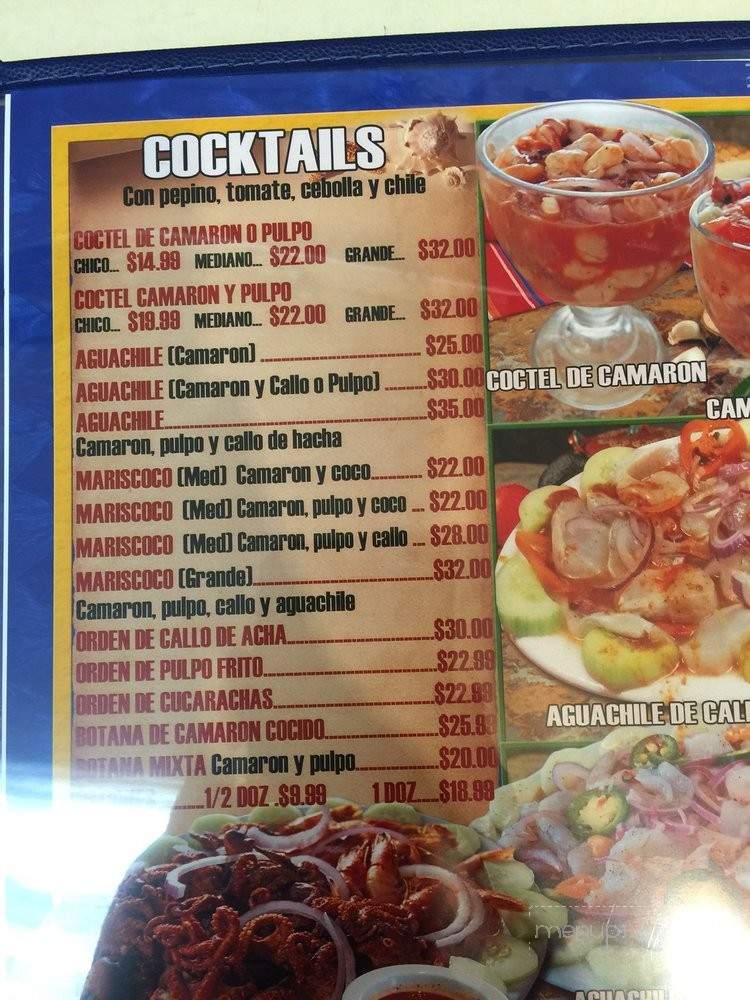 COCKTAILS
Con pepino, tomate, cebolla y chile
COCTEL DE CAMARON O PULPO
CHICO... $14.99 MEDIANO... $22.00 GRANDE... $32.00
COCTEL CAMARON Y PULPO
CHICO... $19.99 MEDIANO... $22.00 GRANDE... $32.00
AGUACHILE (Camaron) ........ $25.00
AGUACHILE (Camaron y Callo o Pulpo) ........ $30.00
AGUACHILE........ $35.00
Camaron, pulpo y callo de hacha
MARISCOCO (Med) Camaron y coco........ $22.00
MARISCOCO (Med) Camaron, pulpo y coco ... $22.00
MARISCOCO (Med) Camaron, pulpo y callo ... $28.00
MARISCOCO (Grande)........ $32.00
Camaron, pulpo, callo y aguachile
ORDEN DE CALLO DE ACHA........ $30.00
ORDEN DE PULPO FRITO........ $22.99
ORDEN DE CUCARACHAS........ $22.99
BOTANA DE CAMARON COCIDO........ $25.99
BOTANA MIXTA Camaron y pulpo........ $20.00
........1/2 DOZ .$9.99 1 DOZ.....$18.99
COCTEL DE CAMARON
CAM
AGUACHILE DE CALL
AGUACHIL
menupix